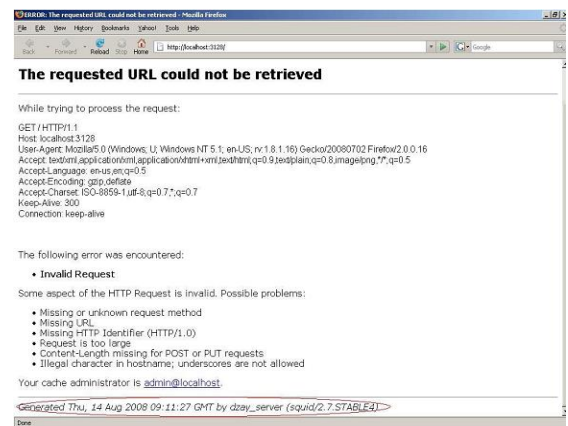 ERROR: The requested URL could not be retrieved - Mozilla Firefox
File Edit View History Bookmarks Yahoo! Tools Help
Back Forward Reload Stop Home http://localhost:3128/ Google
The requested URL could not be retrieved
While trying to process the request:
GET / HTTP/1.1
Host: localhost:3128
User-Agent: Mozilla/5.0 (Windows; U; Windows NT 5.1; en-US; rv:1.8.1.16) Gecko/20080702 Firefox/2.0.0.16
Accept: text/xml,application/xml,application/xhtml+xml,text/html;q=0.9,text/plain;q=0.8,image/png,*/*;q=0.5
Accept-Language: en-us,en;q=0.5
Accept-Encoding: gzip,deflate
Accept-Charset: ISO-8859-1,utf-8;q=0.7,*;q=0.7
Keep-Alive: 300
Connection: keep-alive
The following error was encountered:
• Invalid Request
Some aspect of the HTTP Request is invalid. Possible problems:
• Missing or unknown request method
• Missing URL
• Missing HTTP Identifier (HTTP/1.0)
• Request is too large
• Content-Length missing for POST or PUT requests
• Illegal character in hostname; underscores are not allowed
Your cache administrator is admin@localhost.
Generated Thu, 14 Aug 2008 09:11:27 GMT by dzay_server (squid/2.7.STABLE4)
Done